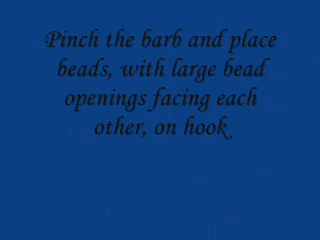 Pinch the barb and place
beads, with large bead
openings facing each
other, on hook